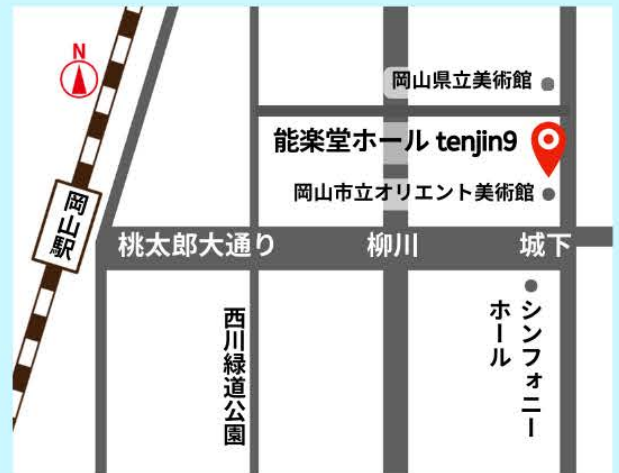 N
岡山県立美術館
能楽堂ホール tenjin9
岡山市立オリエント美術館
岡山駅
桃太郎大通り
柳川
城下
西川緑道公園
シンフォニー
ホール